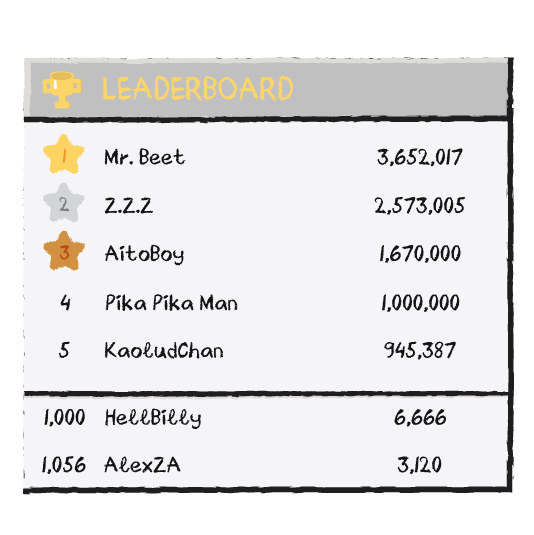 LEADERBOARD
1 Mr. Beet 3,652,017
2 Z.Z.Z 2,573,005
3 AitoBoy 1,670,000
4 Pika Pika Man 1,000,000
5 KaoludChan 945,387
1,000 HellBilly 6,666
1,056 AlexZA 3,120